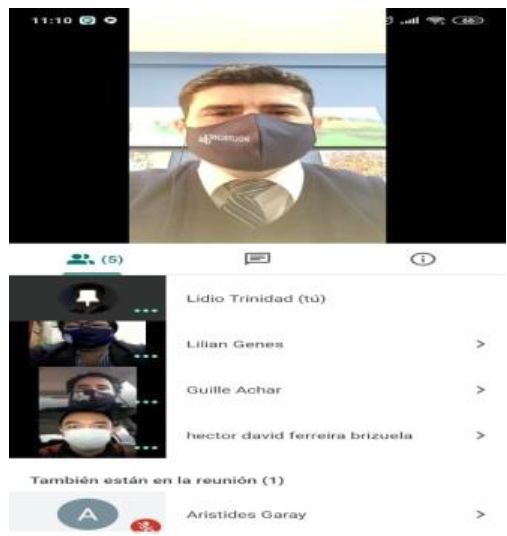 11:10
66
(5)
Lidio Trinidad (tú)
Lilian Genes
Guille Achar
hector david ferreira brizuela
También están en la reunión (1)
A
Aristides Garay